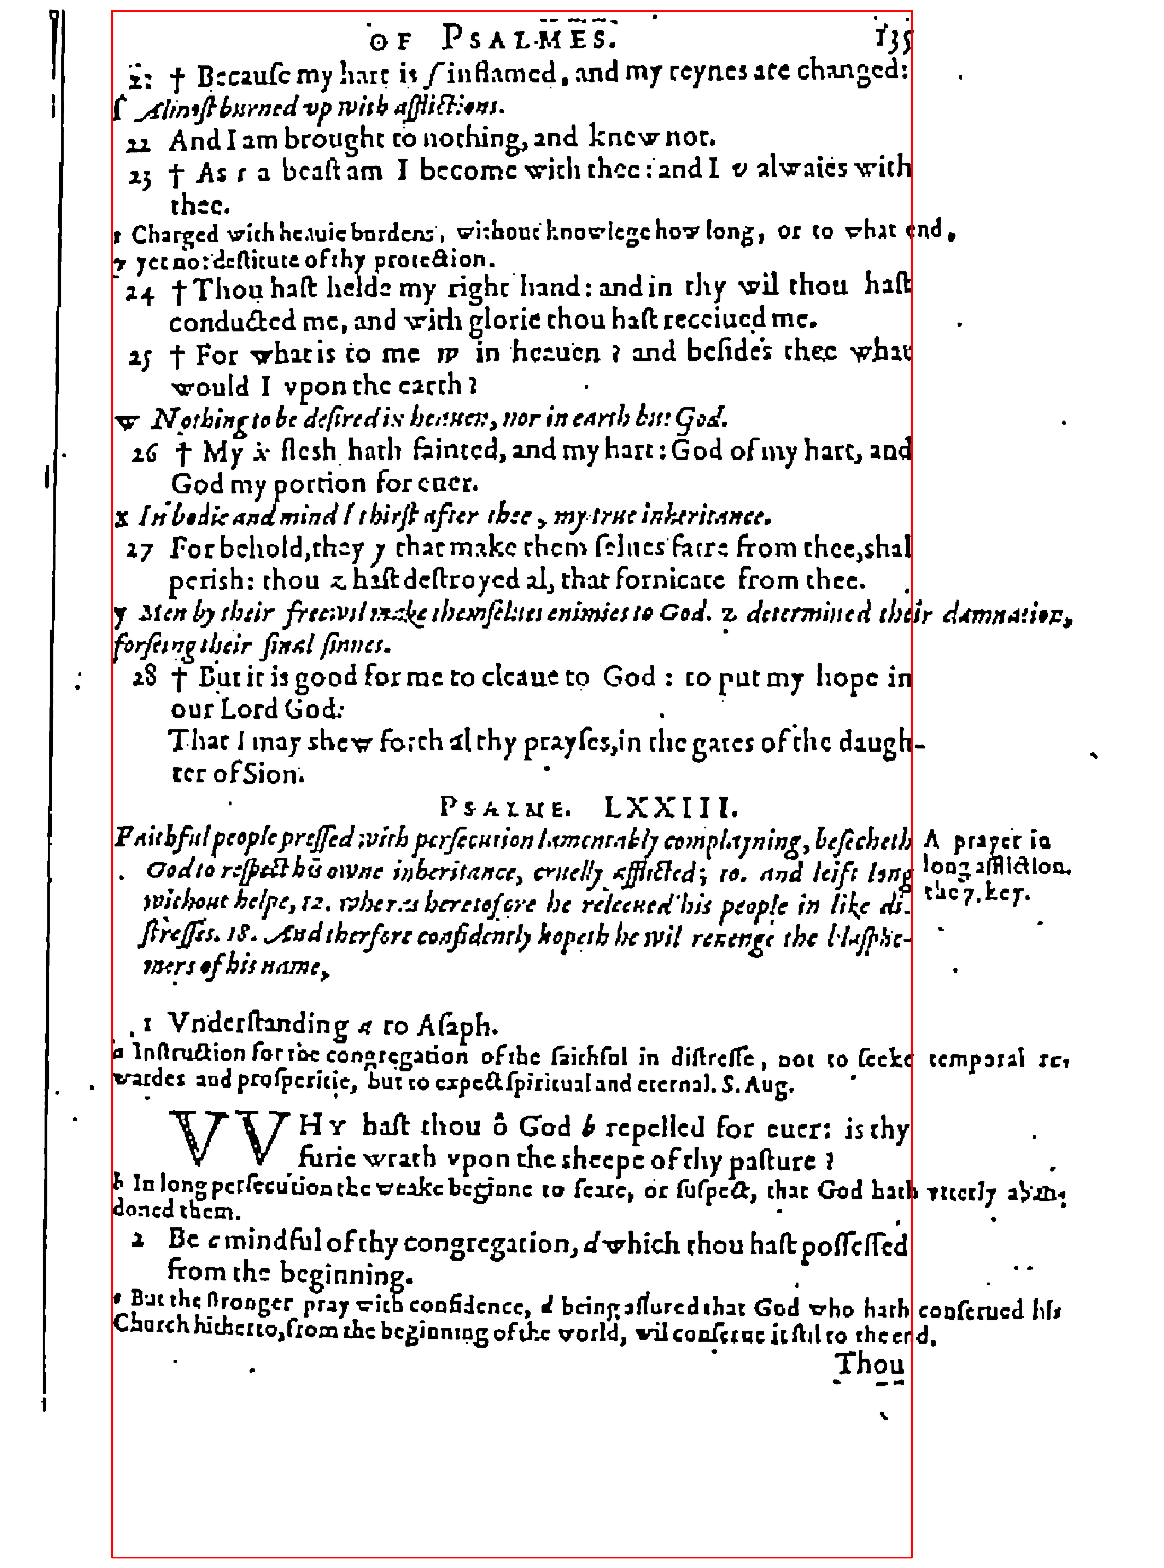 OF PSALMES. 135
21 † Becauſe my hart is ſ inflamed, and my reynes are changed:
ſ Almoſt burned vp with afflictions.
22 And I am brought to nothing, and knew not.
23 † As t a beaſt am I become with thee: and I v alwaies with
thee.
t Charged with heauie burdens, without knowlege how long, or to what end,
v yet not deſtitute of thy protection.
24 † Thou haſt helde my right hand: and in thy wil thou haſt
conducted me, and with glorie thou haſt receiued me.
25 † For what is to me w in heauen? and beſides thee what
would I vpon the earth?
w Nothing to be deſired in heauen, nor in earth but God.
26 † My x flesh hath fainted, and my hart: God of my hart, and
God my portion for euer.
x In bodie and mind I thirſt after thee, my true inheritance.
27 For behold, they y that make them ſelues farre from thee, shal
perish: thou z haſt deſtroyed al, that fornicate from thee.
y Men by their freewil make themſelues enimies to God. z determined their damnation,
forſeing their final ſinnes.
28 † But it is good for me to cleaue to God: to put my hope in
our Lord God:
That I may shew forth al thy prayſes, in the gates of the daugh-
ter of Sion.
PSALME. LXXIII.
Faithful people preſſed with perſecution lamentably complayning, beſecheth
God to reſpect his owne inheritance, cruelly afflicted; 10. and leift long
without helpe, 12. wheras heretofore he releeued his people in like di-
ſtreſſes. 18. And therfore confidently hopeth he wil reuenge the blaſphe-
mers of his name,
A prayer in
long affliction.
the 7. key.
1 Vnderſtanding a to Aſaph.
a Inſtruction for the congregation of the faithful in diſtreſſe, not to ſeeke temporal re-
wardes and proſperitie, but to expect ſpiritual and eternal. S. Aug.
VVHY haſt thou ô God b repelled for euer: is thy
furie wrath vpon the sheepe of thy paſture?
b In long perſecution the weake beginne to feare, or ſuſpect, that God hath vtterly aban-
doned them.
2 Be c mindful of thy congregation, d which thou haſt poſſeſſed
from the beginning.
c But the ſtronger pray with confidence, d being aſſured that God who hath conſerued his
Church hitherto, from the beginning of the world, wil conſerue it ſtil to the end.
Thou